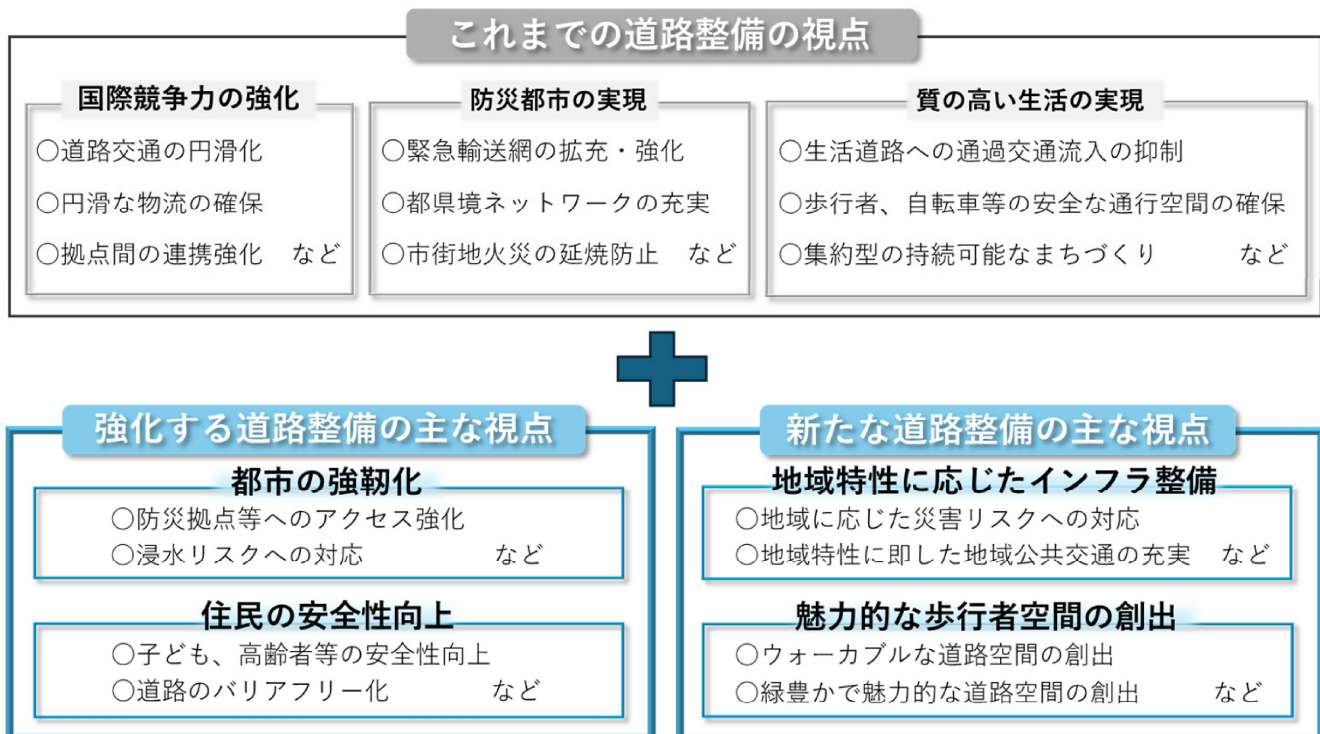 これまでの道路整備の視点
国際競争力の強化
○道路交通の円滑化
○円滑な物流の確保
○拠点間の連携強化　など
防災都市の実現
○緊急輸送網の拡充・強化
○都県境ネットワークの充実
○市街地火災の延焼防止　など
質の高い生活の実現
○生活道路への通過交通流入の抑制
○歩行者、自転車等の安全な通行空間の確保
○集約型の持続可能なまちづくり　など
強化する道路整備の主な視点
都市の強靭化
○防災拠点等へのアクセス強化
○浸水リスクへの対応　など
住民の安全性向上
○子ども、高齢者等の安全性向上
○道路のバリアフリー化　など
新たな道路整備の主な視点
地域特性に応じたインフラ整備
○地域に応じた災害リスクへの対応
○地域特性に即した地域公共交通の充実　など
魅力的な歩行者空間の創出
○ウォーカブルな道路空間の創出
○緑豊かで魅力的な道路空間の創出　など